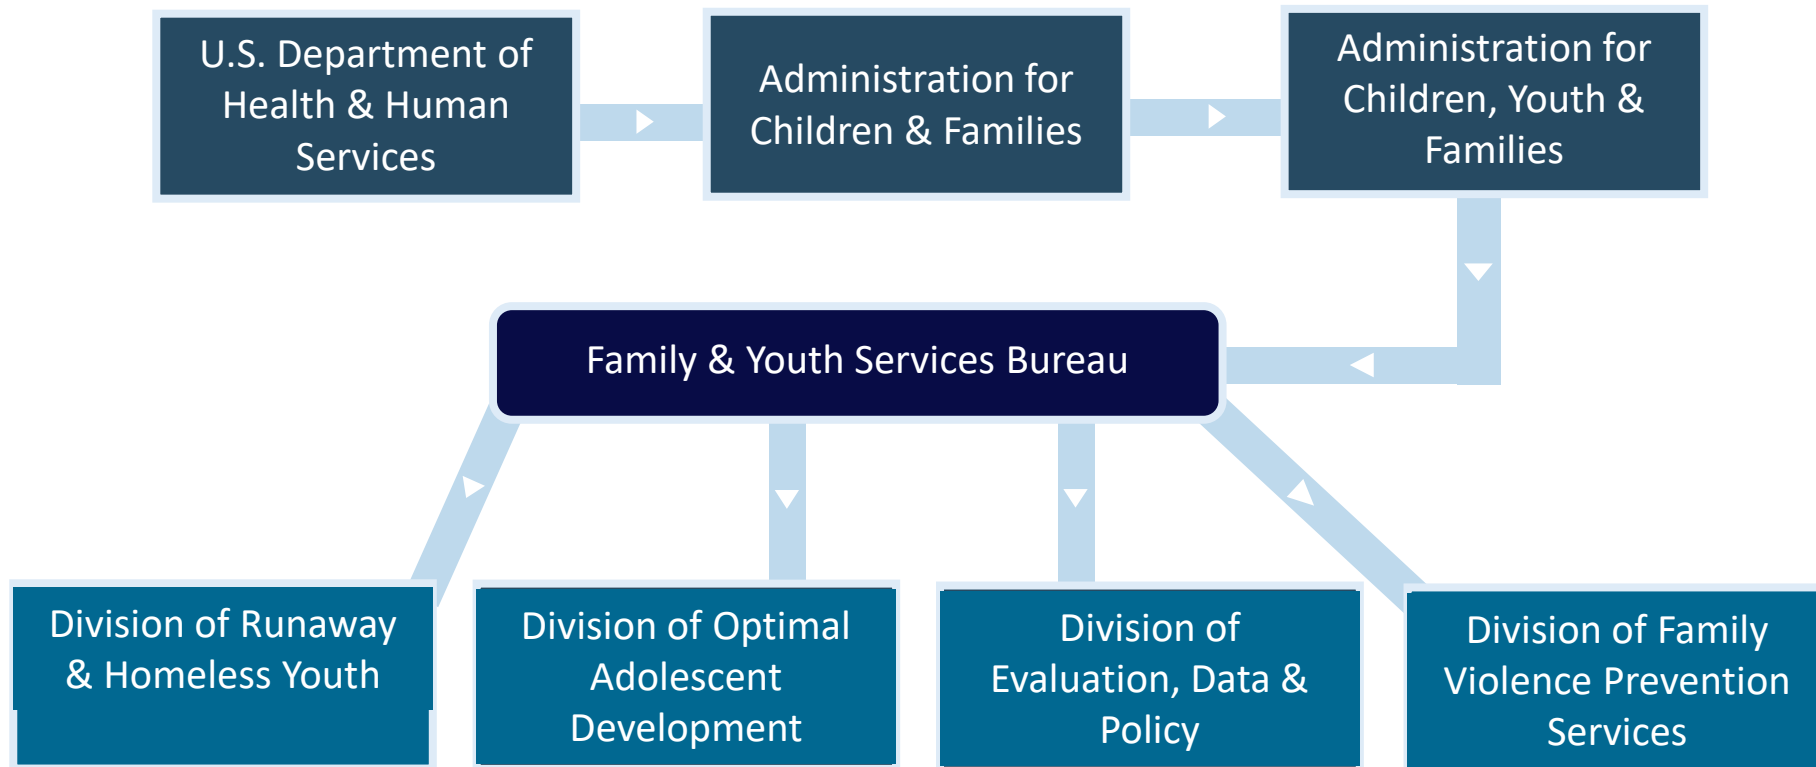 U.S. Department of
Health & Human
Services
Administration for
Children & Families
Administration for
Children, Youth &
Families
Family & Youth Services Bureau
Division of Runaway
& Homeless Youth
Division of Optimal
Adolescent
Development
Division of
Evaluation, Data &
Policy
Division of Family
Violence Prevention
Services